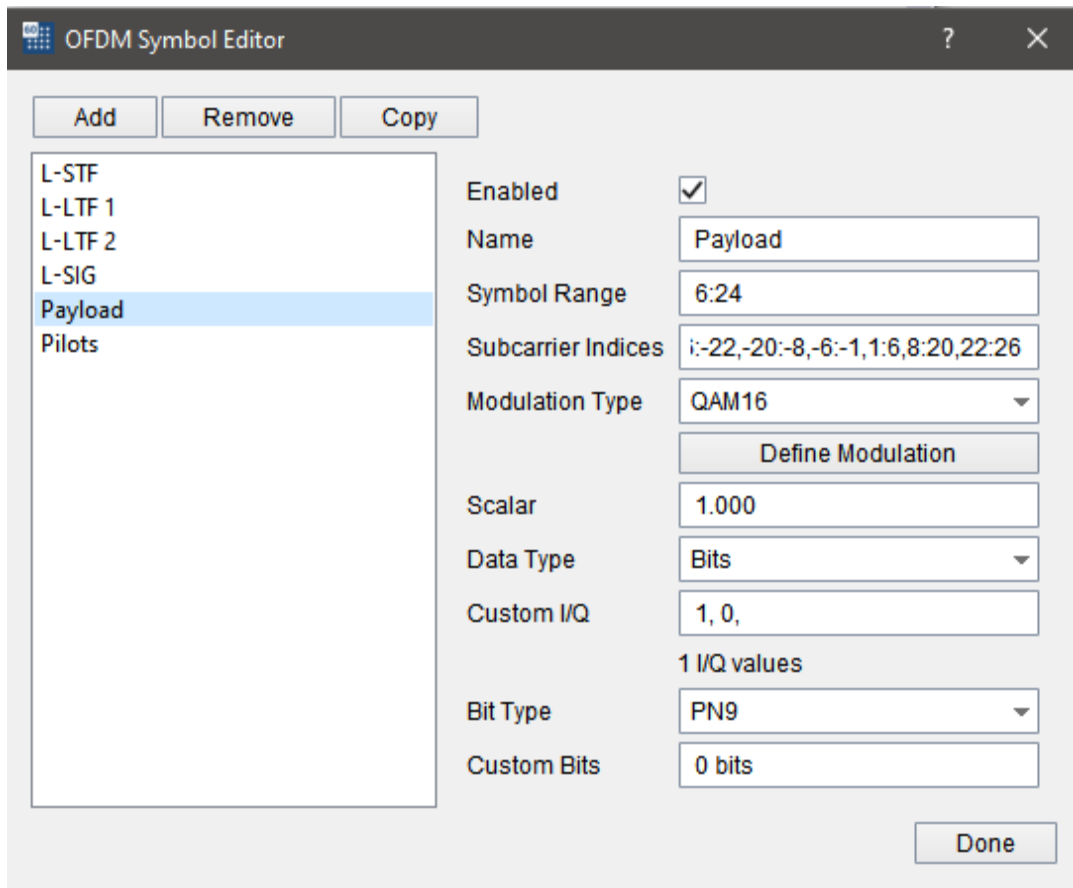 60
OFDM Symbol Editor
?
Add Remove Copy
L-STF
L-LTF 1
L-LTF 2
L-SIG
Payload
Pilots
Enabled
Name Payload
Symbol Range 6:24
Subcarrier Indices :-22,-20:-8,-6:-1,1:6,8:20,22:26
Modulation Type QAM16
Define Modulation
Scalar 1.000
Data Type Bits
Custom I/Q 1, 0,
1 I/Q values
Bit Type PN9
Custom Bits 0 bits
Done